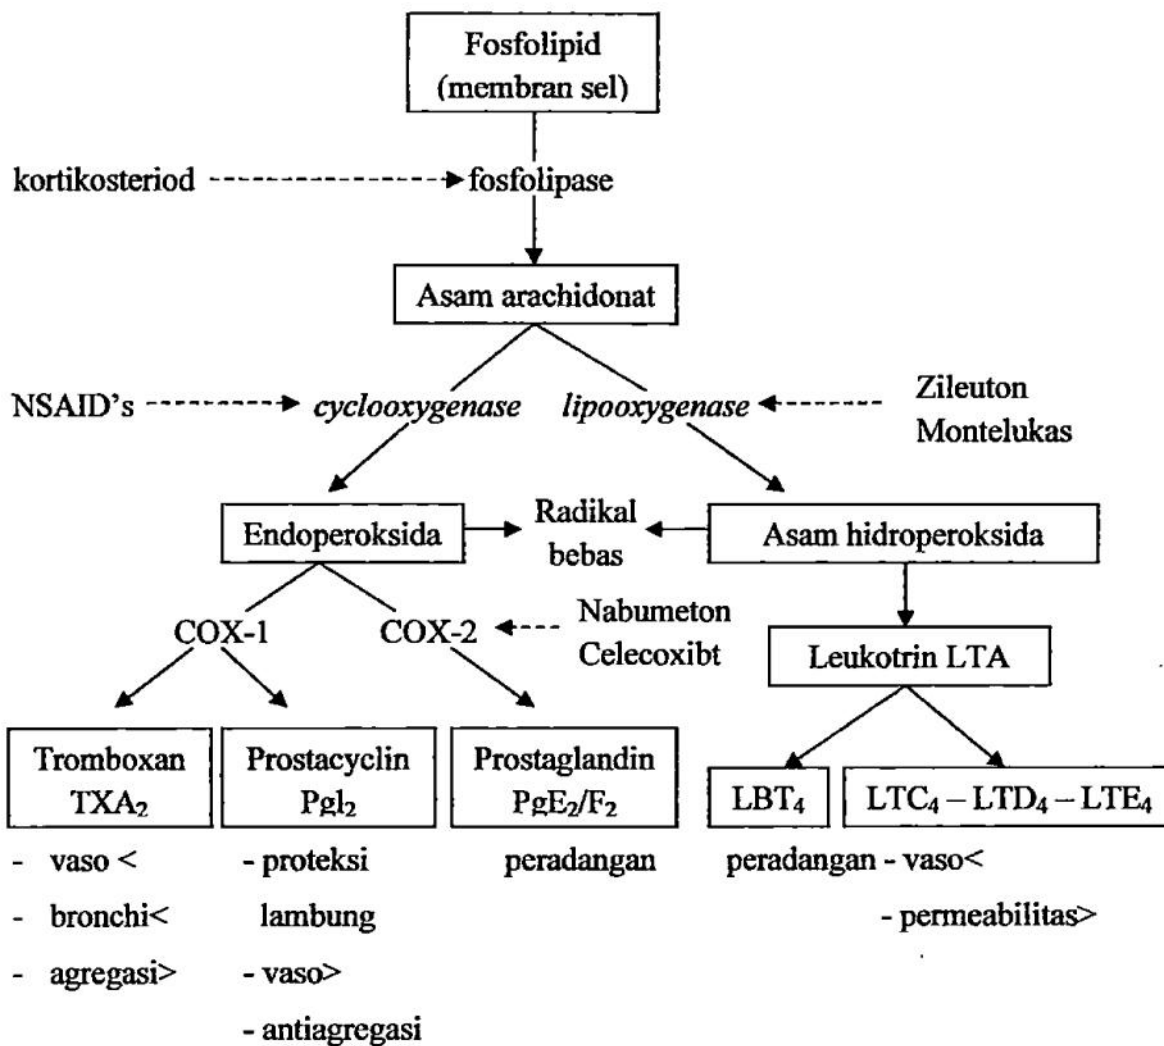 Fosfolipid
(membran sel)
kortikosteriod
fosfolipase
Asam arachidonat
NSAID's
cyclooxygenase
lipooxygenase
Zileuton
Montelukas
Endoperoksida
Radikal
bebas
Asam hidroperoksida
COX-1
COX-2
Nabumeton
Celecoxibt
Leukotrin LTA
Tromboxan
TXA₂
Prostacyclin
PgI₂
Prostaglandin
PgE₂/F₂
LBT₄
LTC₄ – LTD₄ – LTE₄
- vaso <
- bronchi<
- agregasi>
- proteksi
lambung
- vaso>
- antiagregasi
peradangan
peradangan
- vaso<
- permeabilitas>